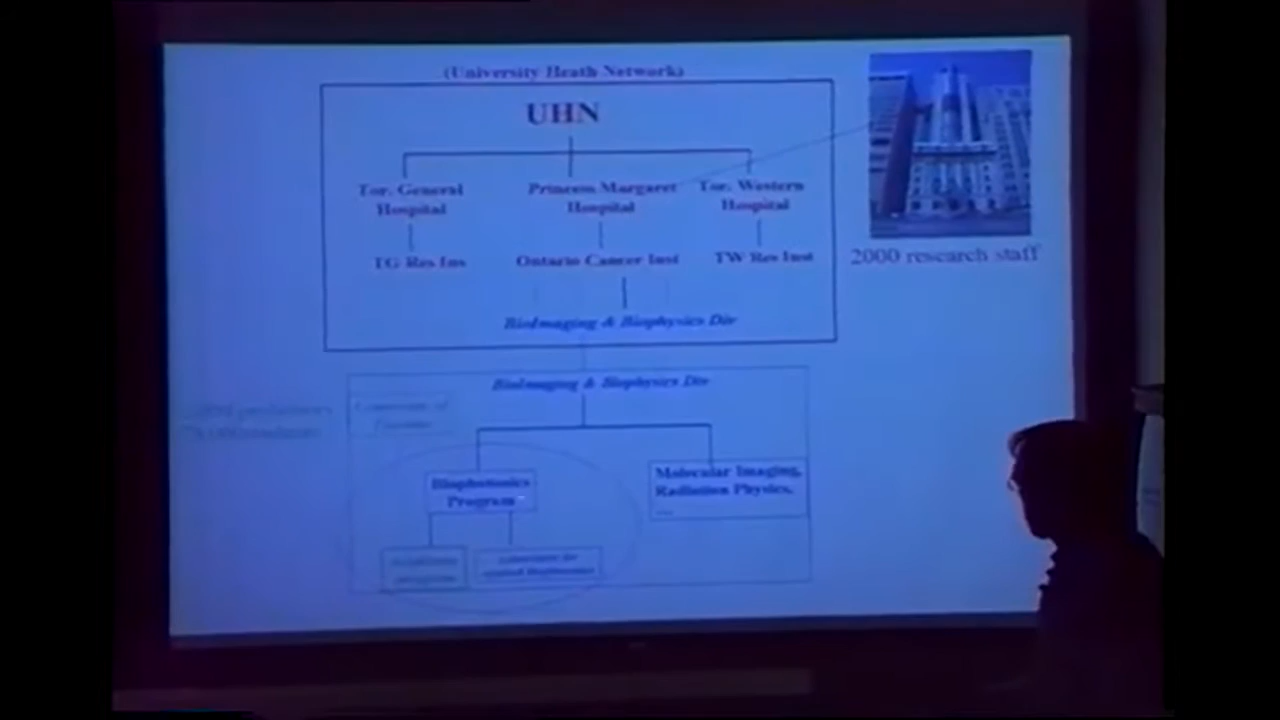 (University Heath Network)
UHN
Tor. General
Hospital
Princess Margaret
Hospital
Tor. Western
Hospital
TG Res Ins
Ontario Cancer Inst
TW Res Inst
2000 research staff
BioImaging & Biophysics Div
BioImaging & Biophysics Div
Biophotonics
Program
Molecular Imaging,
Radiation Physics,
...